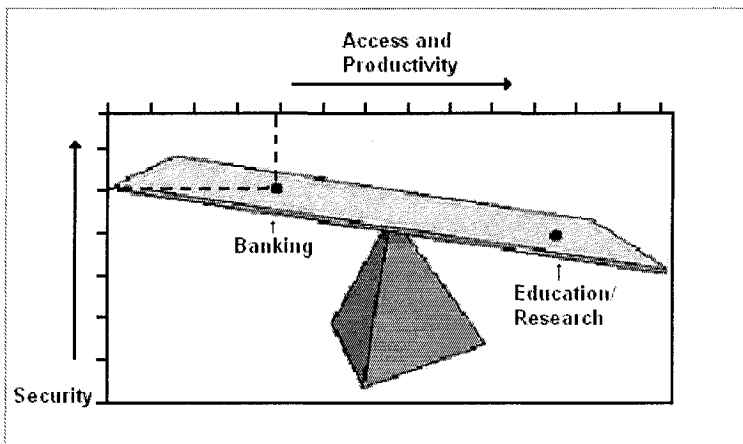 Access and
Productivity
Banking
Education/
Research
Security